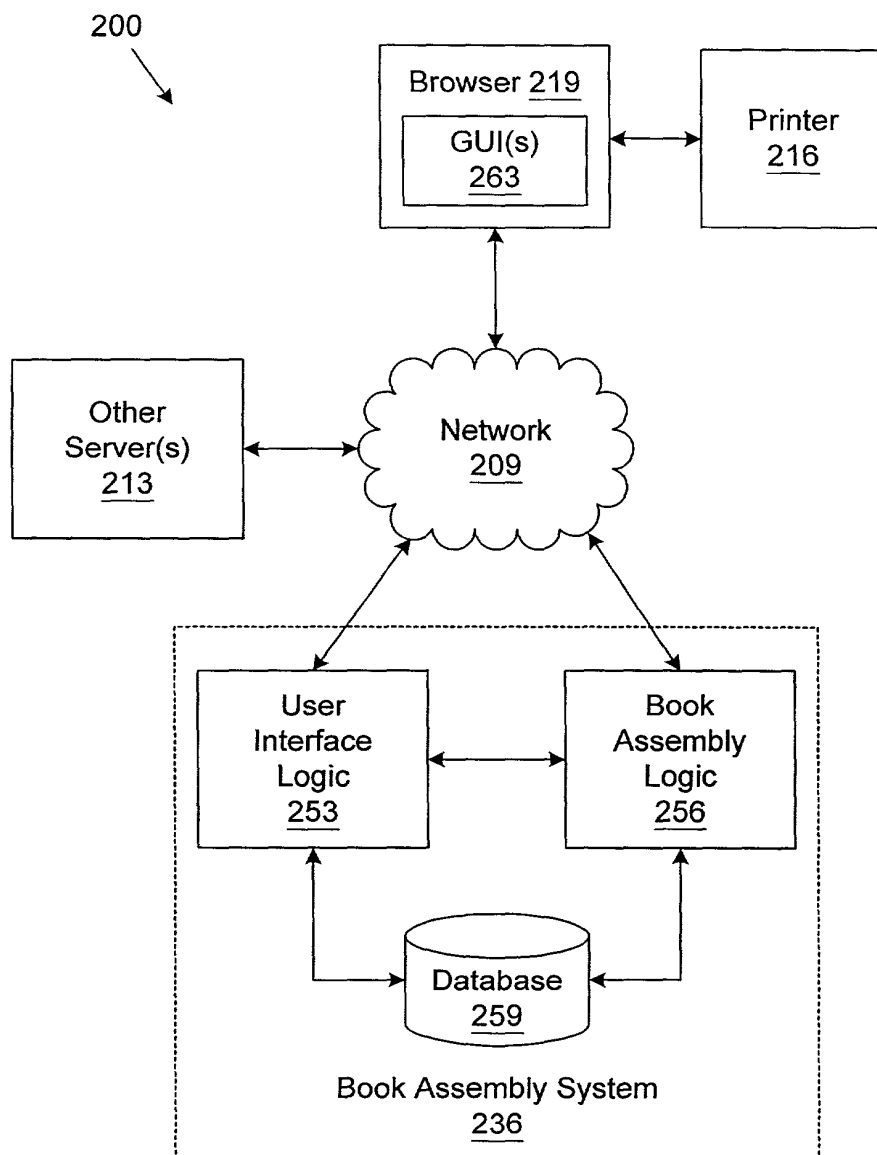 200
Browser 219
GUI(s)
263
Printer
216
Other
Server(s)
213
Network
209
User
Interface
Logic
253
Book
Assembly
Logic
256
Database
259
Book Assembly System
236